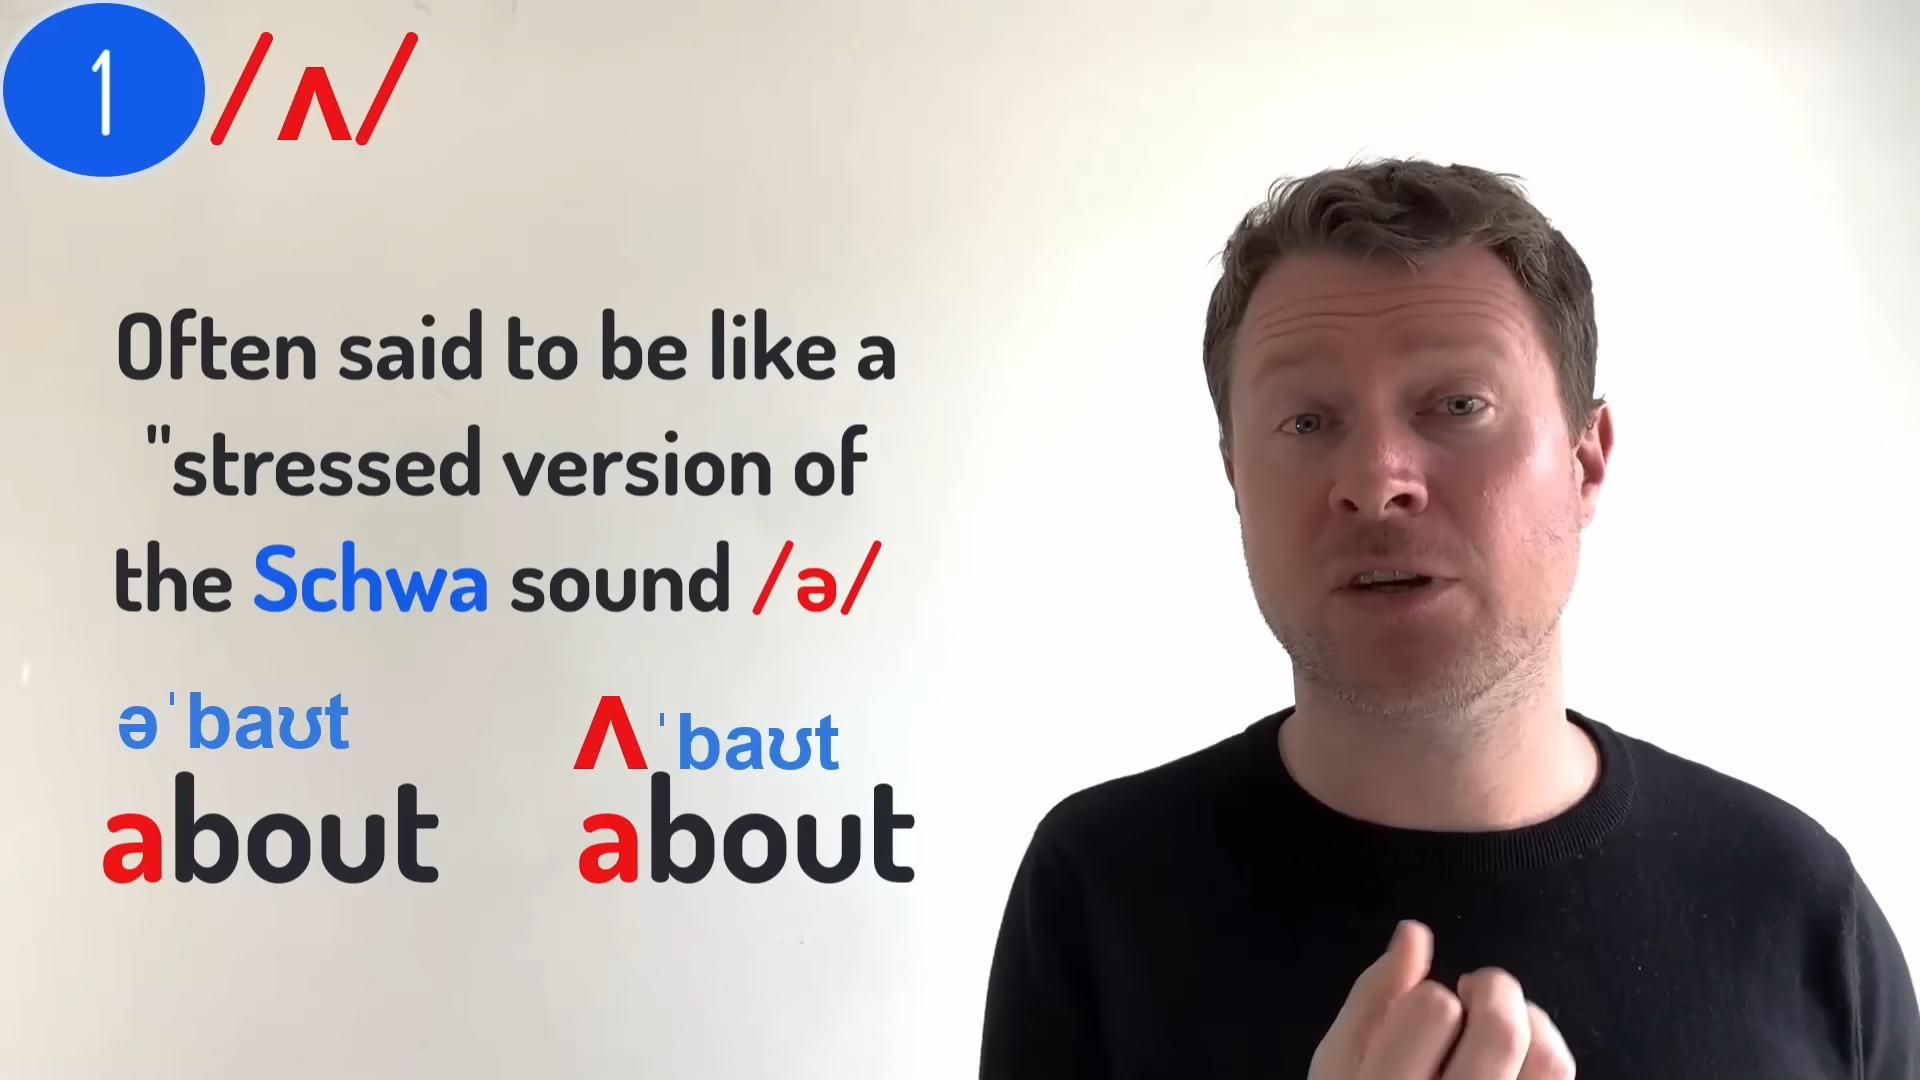 1 /ʌ/
Often said to be like a
"stressed version of
the Schwa sound /ə/
əˈbaʊt ʌˈbaʊt
about about